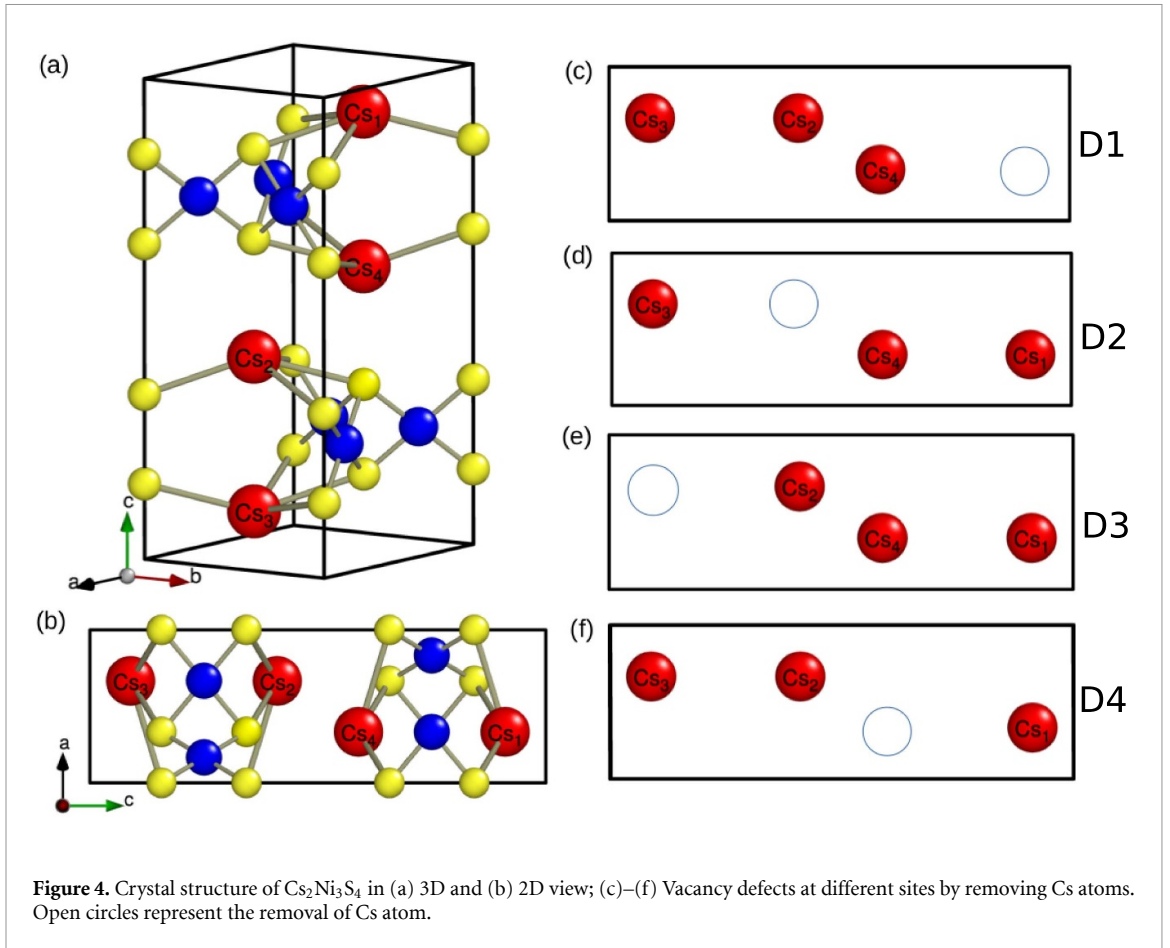 (a)
Cs₁
Cs₄
Cs₂
Cs₃
c
a
b
(b)
Cs₃
Cs₂
Cs₄
Cs₁
a
c
(c)
Cs₃
Cs₂
Cs₄
D1
(d)
Cs₃
Cs₄
Cs₁
D2
(e)
Cs₂
Cs₄
Cs₁
D3
(f)
Cs₃
Cs₂
Cs₁
D4
Figure 4. Crystal structure of Cs₂Ni₃S₄ in (a) 3D and (b) 2D view; (c)–(f) Vacancy defects at different sites by removing Cs atoms.
Open circles represent the removal of Cs atom.